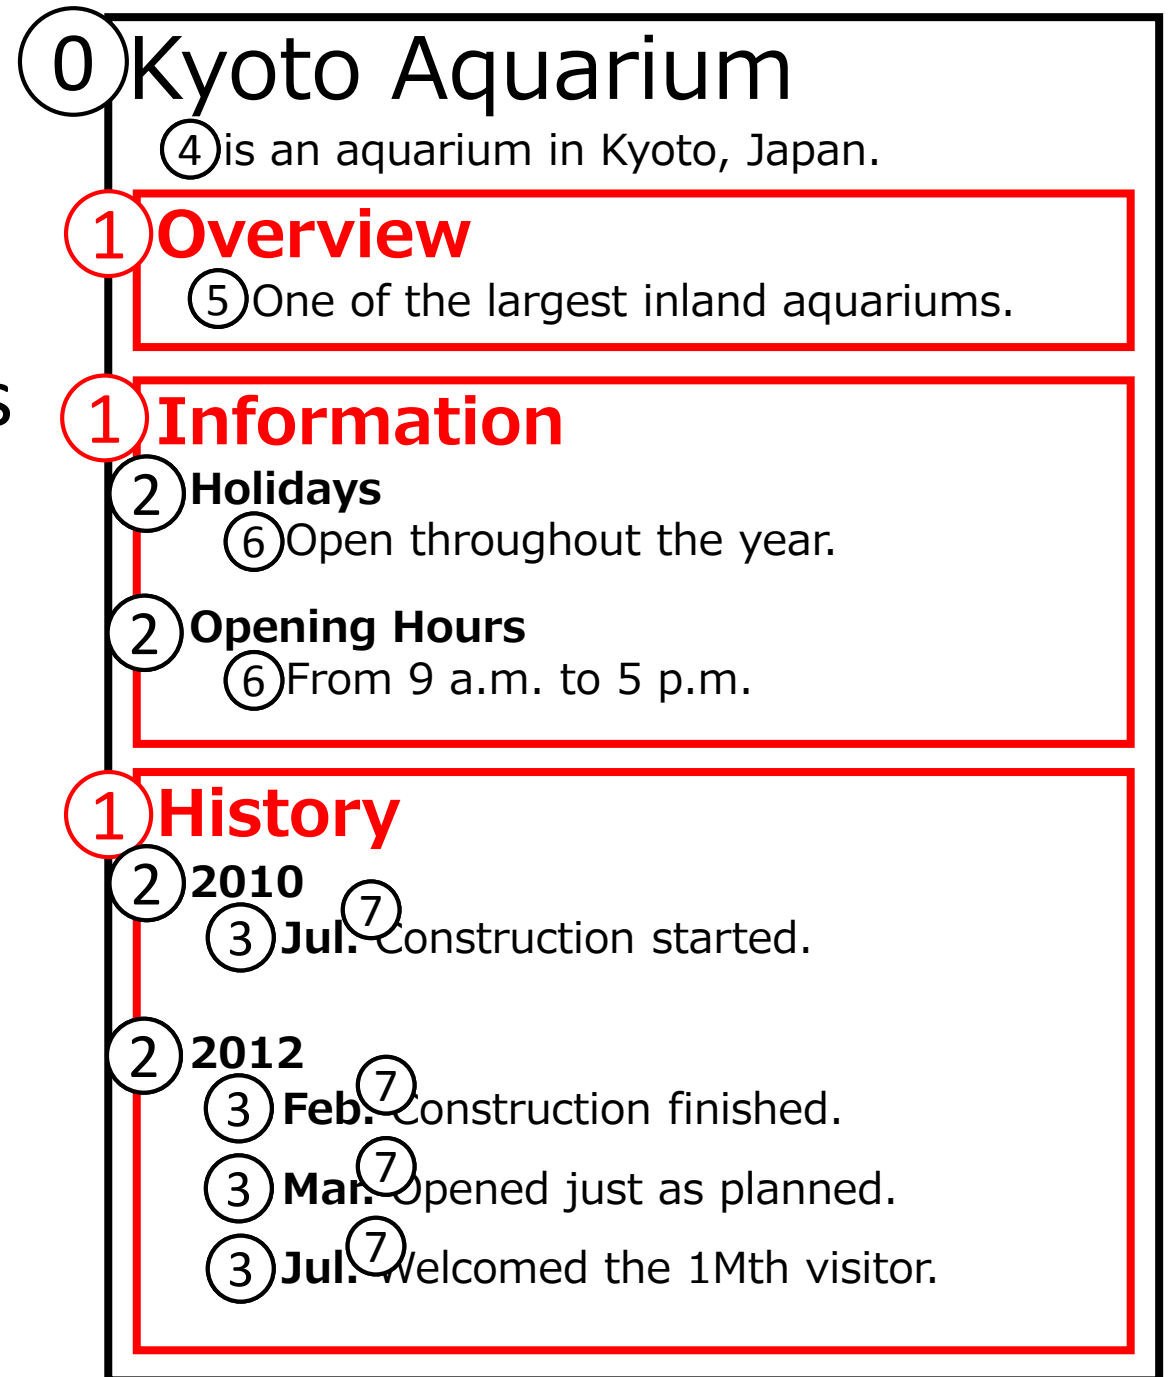 0 Kyoto Aquarium
4 is an aquarium in Kyoto, Japan.
1 Overview
5 One of the largest inland aquariums.
s
1 Information
2 Holidays
6 Open throughout the year.
2 Opening Hours
6 From 9 a.m. to 5 p.m.
1 History
2 2010
3 Jul. 7 Construction started.
2 2012
3 Feb. 7 Construction finished.
3 Mar. 7 Opened just as planned.
3 Jul. 7 Welcomed the 1Mth visitor.